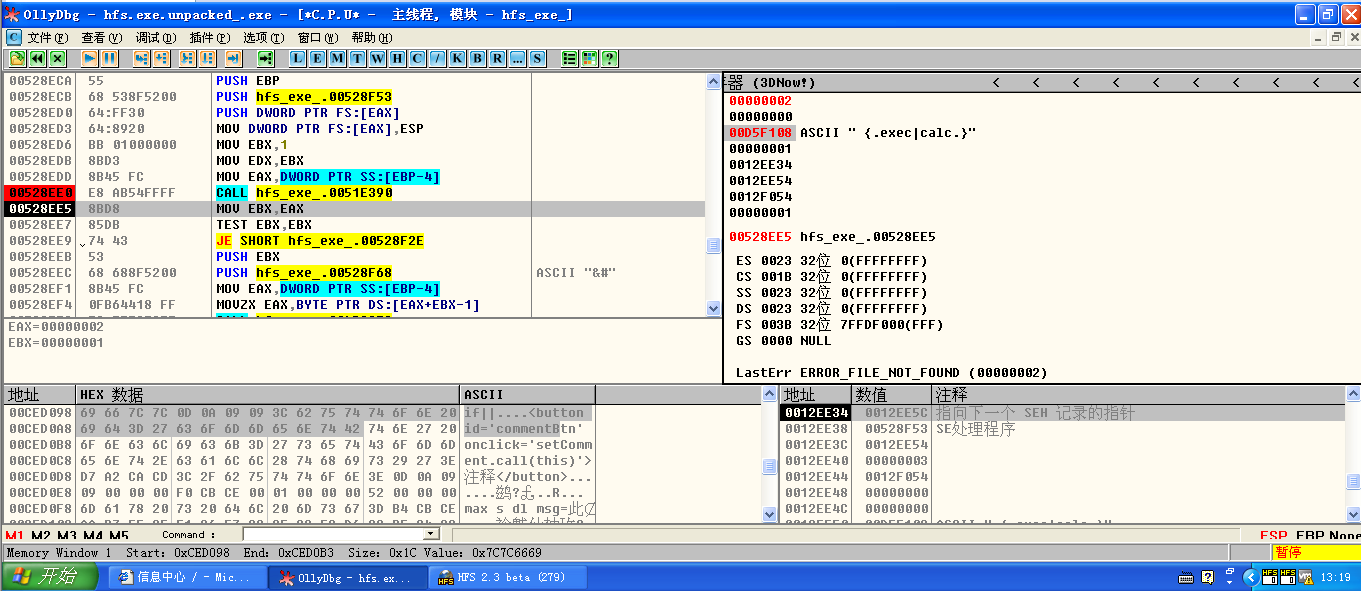 OllyDbg - hfs.exe.unpacked_.exe - [*C.P.U* - 主线程, 模块 - hfs_exe_]
文件(F) 查看(V) 调试(D) 插件(P) 选项(T) 窗口(W) 帮助(H)
L E M T W H C / K B R ... S ?
00528ECA 55 PUSH EBP
00528ECB 68 538F5200 PUSH hfs_exe_.00528F53
00528ED0 64:FF30 PUSH DWORD PTR FS:[EAX]
00528ED3 64:8920 MOV DWORD PTR FS:[EAX],ESP
00528ED6 BB 01000000 MOV EBX,1
00528EDB 8BD3 MOV EDX,EBX
00528EDD 8B45 FC MOV EAX,DWORD PTR SS:[EBP-4]
00528EE0 E8 AB54FFFF CALL hfs_exe_.0051E390
00528EE5 8BD8 MOV EBX,EAX
00528EE7 85DB TEST EBX,EBX
00528EE9 74 43 JE SHORT hfs_exe_.00528F2E
00528EEB 53 PUSH EBX
00528EEC 68 688F5200 PUSH hfs_exe_.00528F68 ASCII "&#"
00528EF1 8B45 FC MOV EAX,DWORD PTR SS:[EBP-4]
00528EF4 0FB64418 FF MOVZX EAX,BYTE PTR DS:[EAX+EBX-1]
EAX=00000002
EBX=00000001
器 (3DNow!) < < < < < < < < < <
00000002
00000000
00D5F108 ASCII " {.exec|calc.}"
00000001
0012EE34
0012EE54
0012F054
00000001
00528EE5 hfs_exe_.00528EE5
ES 0023 32位 0(FFFFFFFF)
CS 001B 32位 0(FFFFFFFF)
SS 0023 32位 0(FFFFFFFF)
DS 0023 32位 0(FFFFFFFF)
FS 003B 32位 7FFDF000(FFF)
GS 0000 NULL
LastErr ERROR_FILE_NOT_FOUND (00000002)
地址 HEX 数据 ASCII
00CED098 69 66 7C 7C 0D 0A 09 09 3C 62 75 74 74 6F 6E 20 if||....<button
00CED0A8 69 64 3D 27 63 6F 6D 6D 65 6E 74 42 74 6E 27 20 id='commentBtn'
00CED0B8 6F 6E 63 6C 69 63 6B 3D 27 73 65 74 43 6F 6D 6D onclick='setComm
00CED0C8 65 6E 74 2E 63 61 6C 6C 28 74 68 69 73 29 27 3E ent.call(this)'>
00CED0D8 D7 A2 CA CD 3C 2F 62 75 74 74 6F 6E 3E 0D 0A 09 注释</button>...
00CED0E8 09 00 00 00 F0 CB CE 00 01 00 00 00 52 00 00 00
00CED0F8 6D 61 78 20 73 20 64 6C 20 6D 73 67 3D B4 CB CE max s dl msg=此
地址 数值 注释
0012EE34 0012EE5C 指向下一个 SEH 记录的指针
0012EE38 00528F53 SE处理程序
0012EE3C 0012EE54
0012EE40 00000003
0012EE44 0012F054
0012EE48 00000000
0012EE4C 00000000
M1 M2 M3 M4 M5 Command : ESP EBP None
Memory Window 1 Start: 0xCED098 End: 0xCED0B3 Size: 0x1C Value: 0x7C7C6669 暂停
开始 信息中心 / - Mic... OllyDbg - hfs.ex... HFS 2.3 beta (279) 13:19